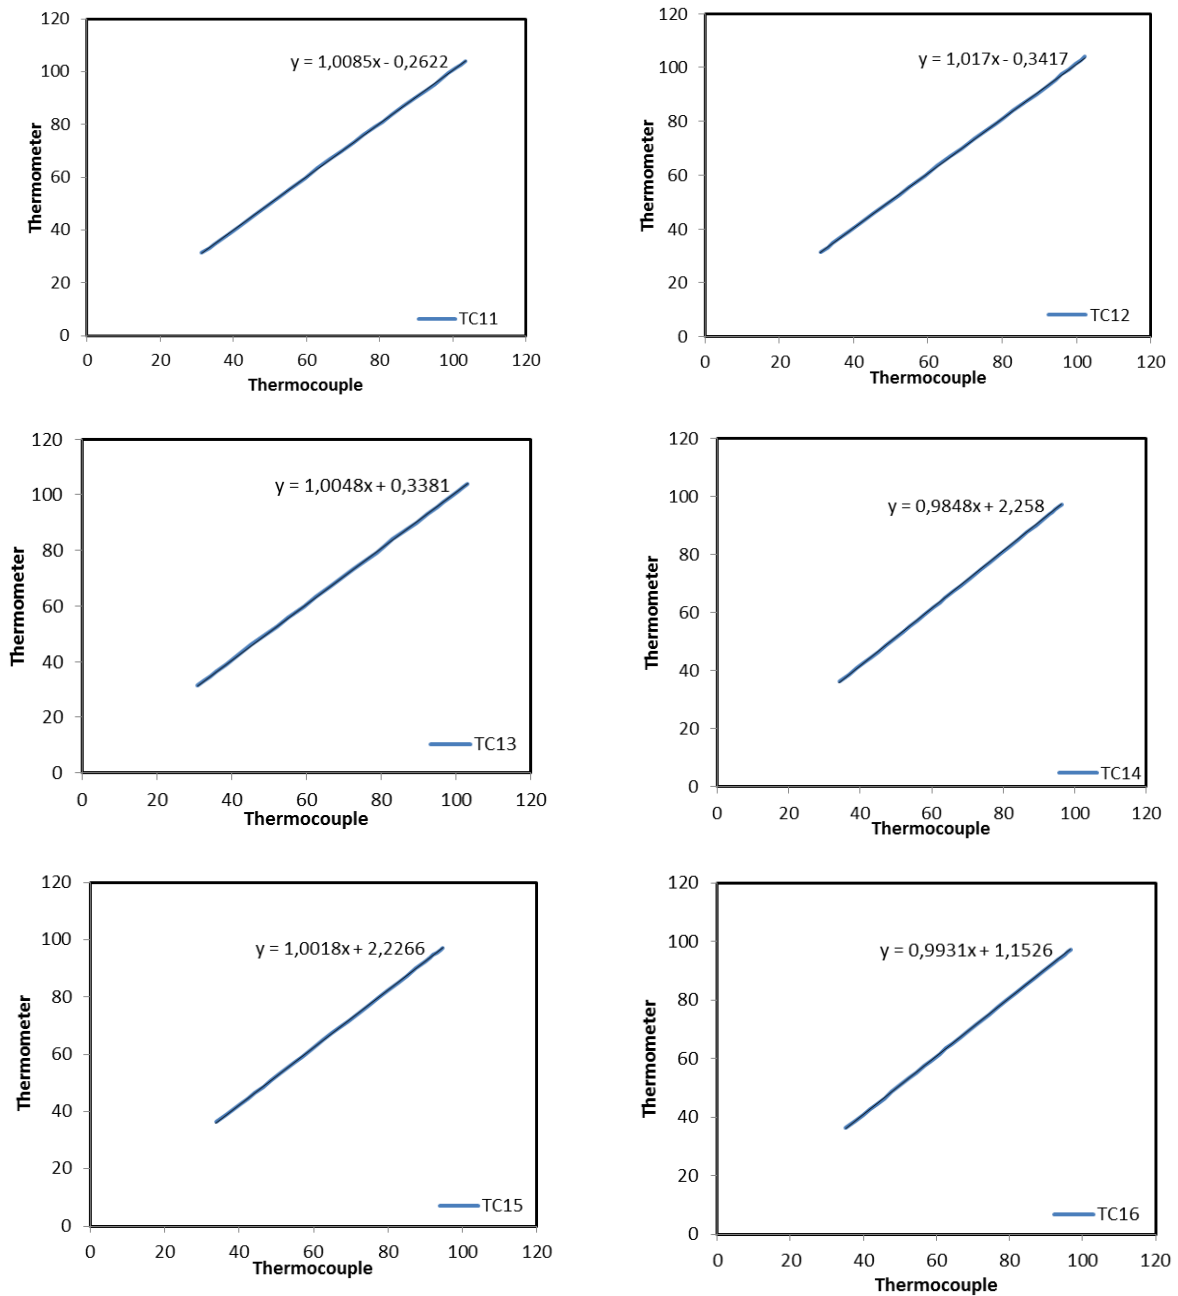 120
100
80
60
40
20
0
Thermometer
y = 1,0085x - 0,2622
TC11
0 20 40 60 80 100 120
Thermocouple
120
100
80
60
40
20
0
Thermometer
y = 1,017x - 0,3417
TC12
0 20 40 60 80 100 120
Thermocouple
120
100
80
60
40
20
0
Thermometer
y = 1,0048x + 0,3381
TC13
0 20 40 60 80 100 120
Thermocouple
120
100
80
60
40
20
0
Thermometer
y = 0,9848x + 2,258
TC14
0 20 40 60 80 100 120
Thermocouple
120
100
80
60
40
20
0
Thermometer
y = 1,0018x + 2,2266
TC15
0 20 40 60 80 100 120
Thermocouple
120
100
80
60
40
20
0
Thermometer
y = 0,9931x + 1,1526
TC16
0 20 40 60 80 100 120
Thermocouple